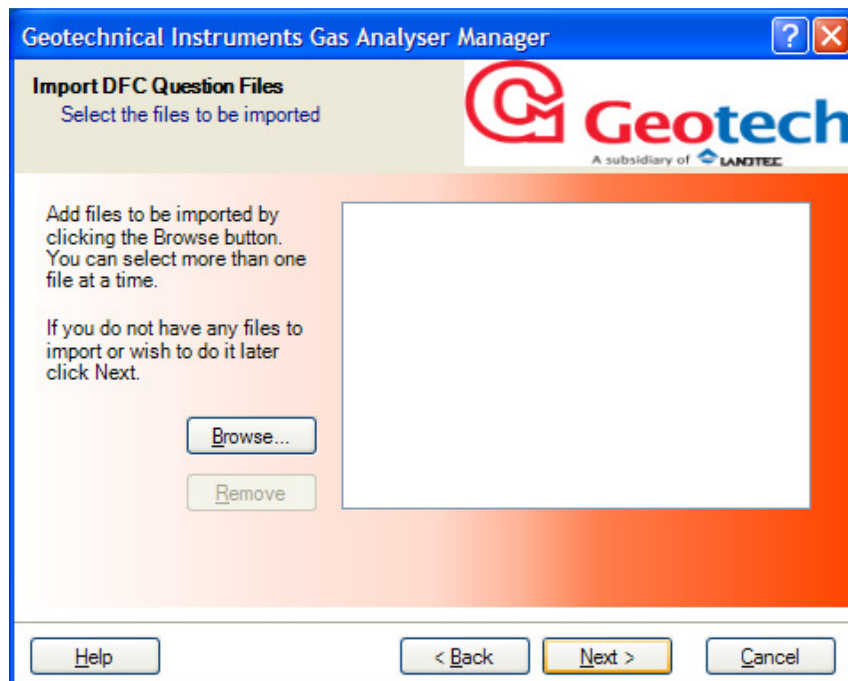 Geotechnical Instruments Gas Analyser Manager
?
Import DFC Question Files
Select the files to be imported
Geotech
A subsidiary of LANDTEC
Add files to be imported by
clicking the Browse button.
You can select more than one
file at a time.
If you do not have any files to
import or wish to do it later
click Next.
Browse...
Remove
Help
< Back
Next >
Cancel